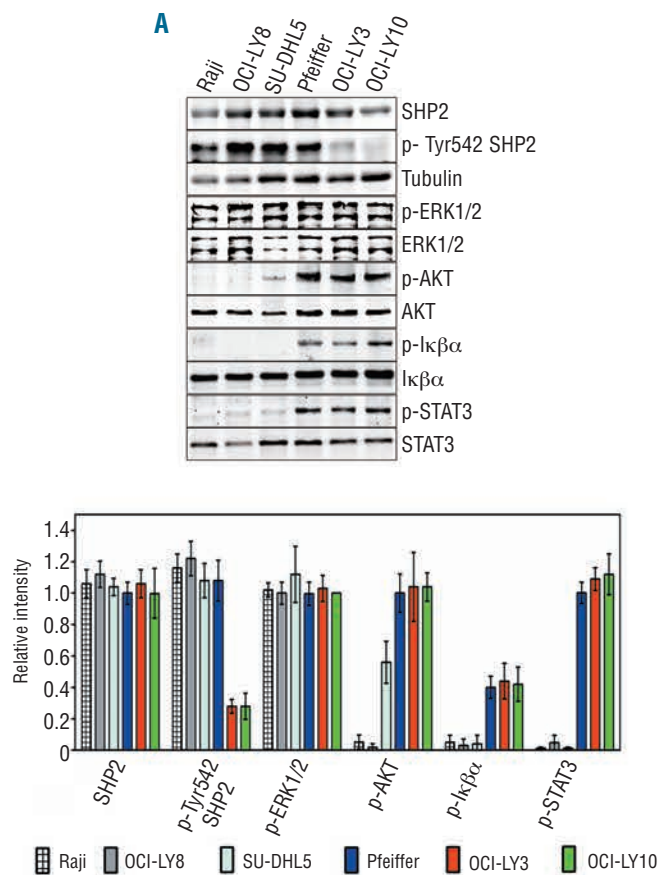 A
Raji
OCI-LY8
SU-DHL5
Pfeiffer
OCI-LY3
OCI-LY10
SHP2
p- Tyr542 SHP2
Tubulin
p-ERK1/2
ERK1/2
p-AKT
AKT
p-Iκβα
Iκβα
p-STAT3
STAT3
Relative intensity
1.4
1.2
1.0
0.8
0.6
0.4
0.2
0
SHP2
p-Tyr542
SHP2
p-ERK1/2
p-AKT
p-Iκβα
p-STAT3
Raji
OCI-LY8
SU-DHL5
Pfeiffer
OCI-LY3
OCI-LY10